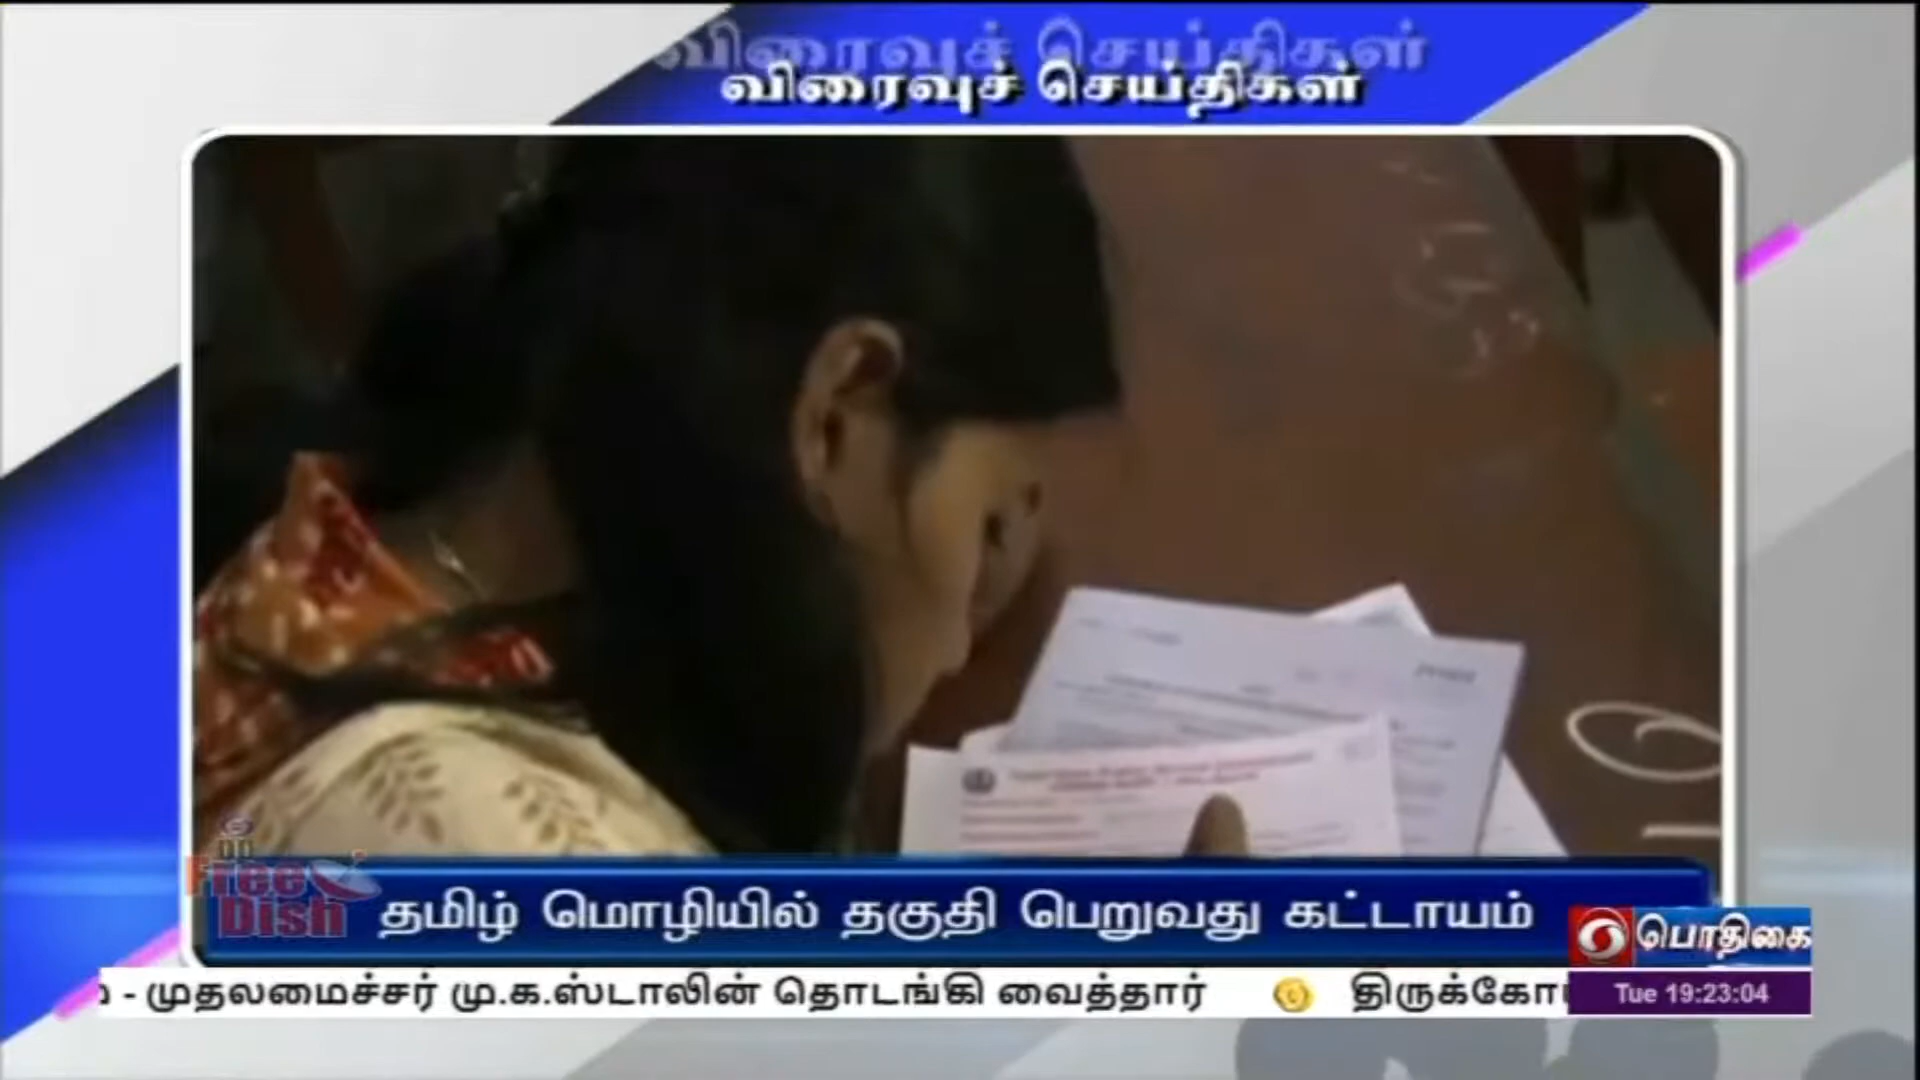 விரைவுச் செய்திகள்
விரைவுச் செய்திகள்
DD
Free
Dish
தமிழ் மொழியில் தகுதி பெறுவது கட்டாயம்
பொதிகை
- முதலமைச்சர் மு.க.ஸ்டாலின் தொடங்கி வைத்தார்
Tue 19:23:04